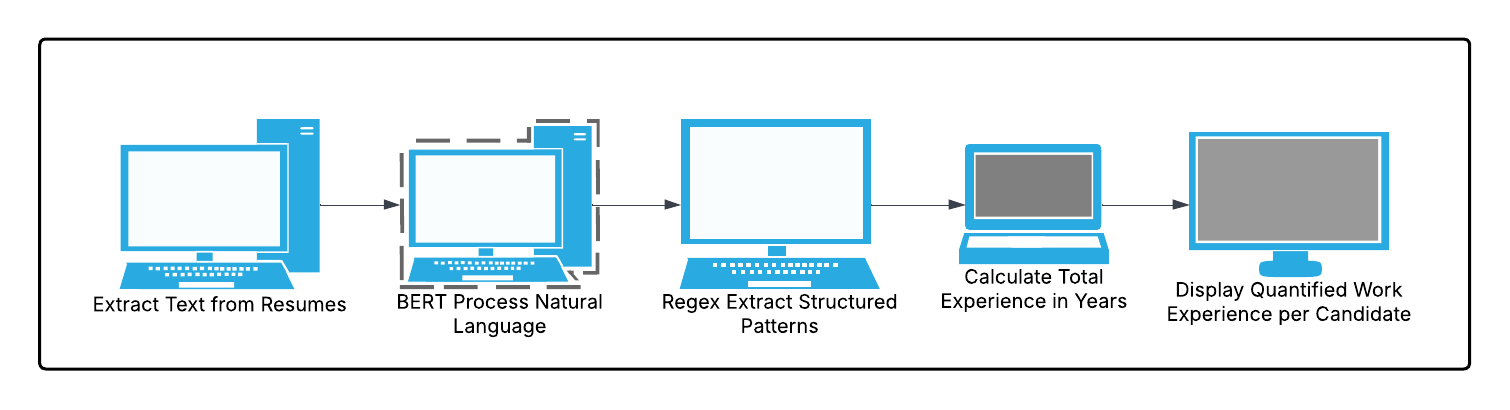 Extract Text from Resumes
BERT Process Natural
Language
Regex Extract Structured
Patterns
Calculate Total
Experience in Years
Display Quantified Work
Experience per Candidate